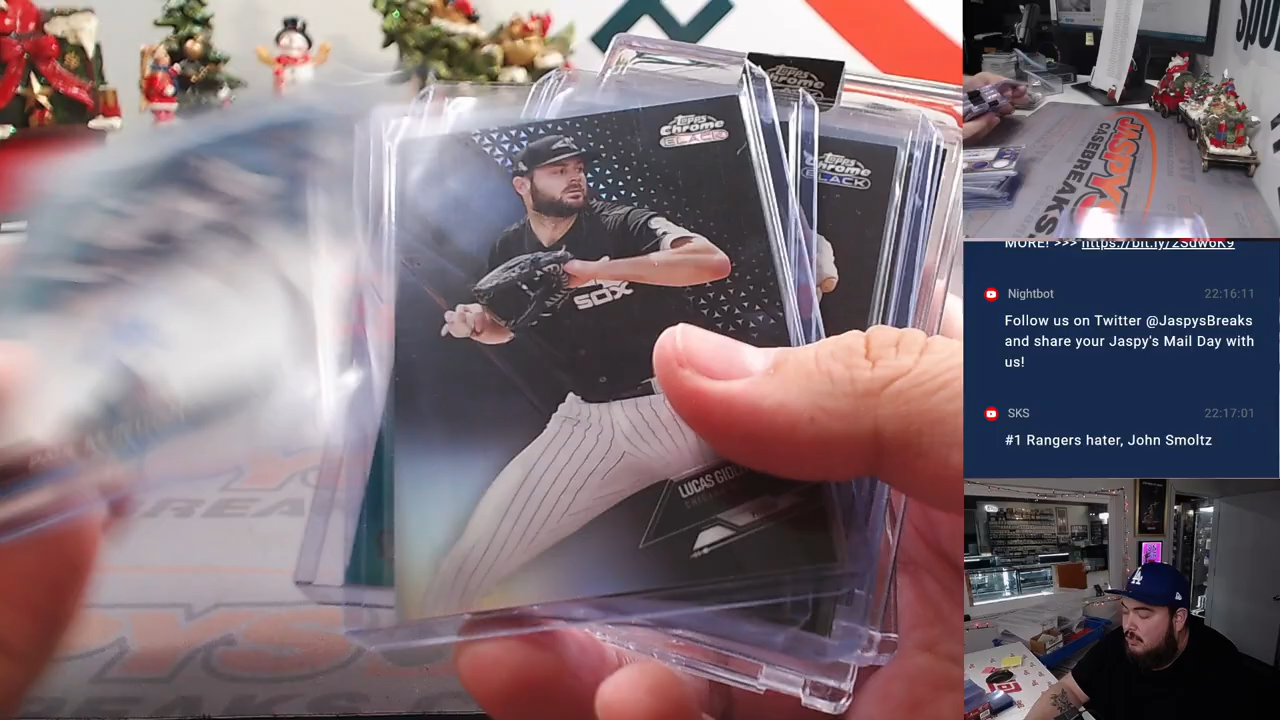 Topps
Chrome
BLACK
Topps
Chrome
Topps
Chrome
BLACK
SOX
LUCAS
BREA
JASPY'S
CASEBREAKS
MORE! >>> https://bit.ly/2Sdw6K9
Nightbot 22:16:11
Follow us on Twitter @JaspysBreaks
and share your Jaspy's Mail Day with
us!
SKS 22:17:01
#1 Rangers hater, John Smoltz
LA